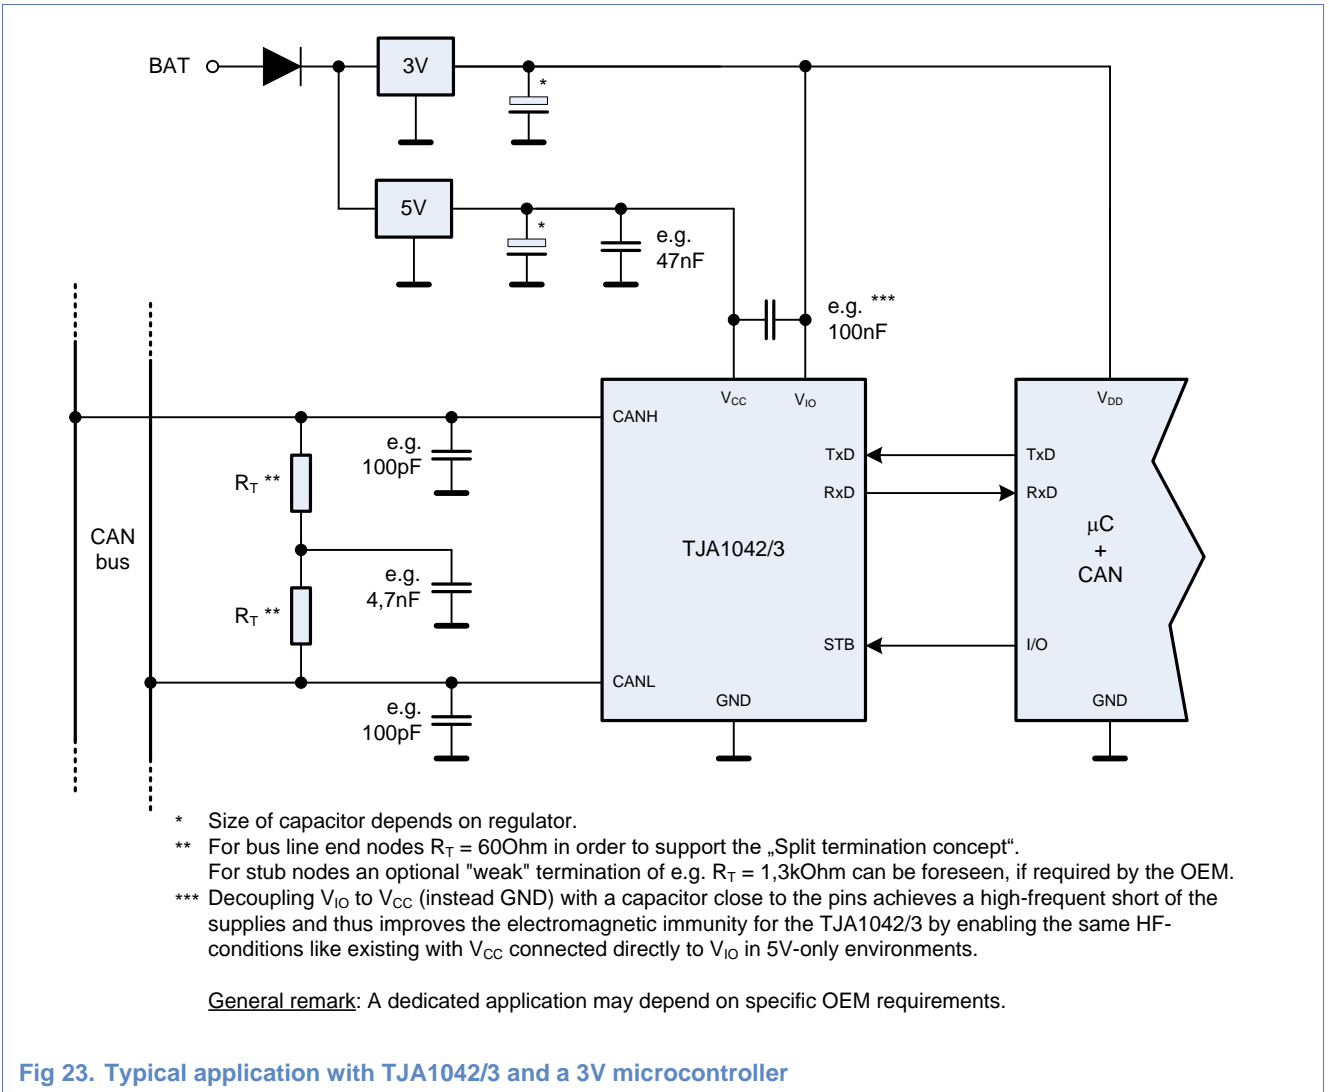 BAT
3V
*
5V
*
e.g.
47nF
e.g. ***
100nF
VCC
VIO
VDD
CANH
e.g.
100pF
TxD
TxD
RT **
RxD
RxD
CAN
bus
TJA1042/3
µC
+
CAN
e.g.
4,7nF
RT **
STB
I/O
CANL
e.g.
100pF
GND
GND
* Size of capacitor depends on regulator.
** For bus line end nodes RT = 60Ohm in order to support the „Split termination concept“.
For stub nodes an optional "weak" termination of e.g. RT = 1,3kOhm can be foreseen, if required by the OEM.
*** Decoupling VIO to VCC (instead GND) with a capacitor close to the pins achieves a high-frequent short of the
supplies and thus improves the electromagnetic immunity for the TJA1042/3 by enabling the same HF-
conditions like existing with VCC connected directly to VIO in 5V-only environments.
General remark: A dedicated application may depend on specific OEM requirements.
Fig 23. Typical application with TJA1042/3 and a 3V microcontroller